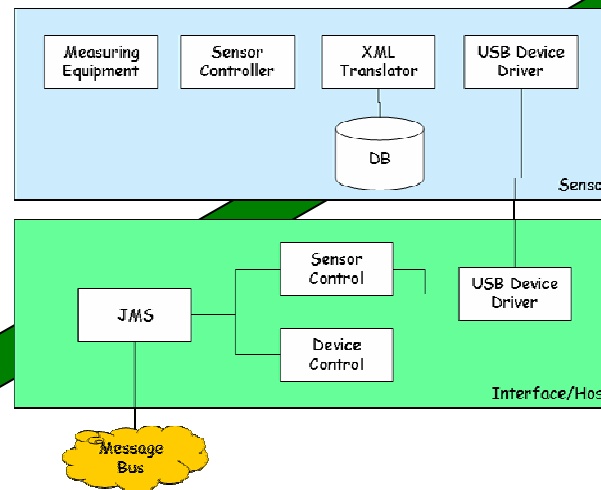 Measuring
Equipment
Sensor
Controller
XML
Translator
USB Device
Driver
DB
Senso
Sensor
Control
USB Device
Driver
JMS
Device
Control
Interface/Hos
Message
Bus